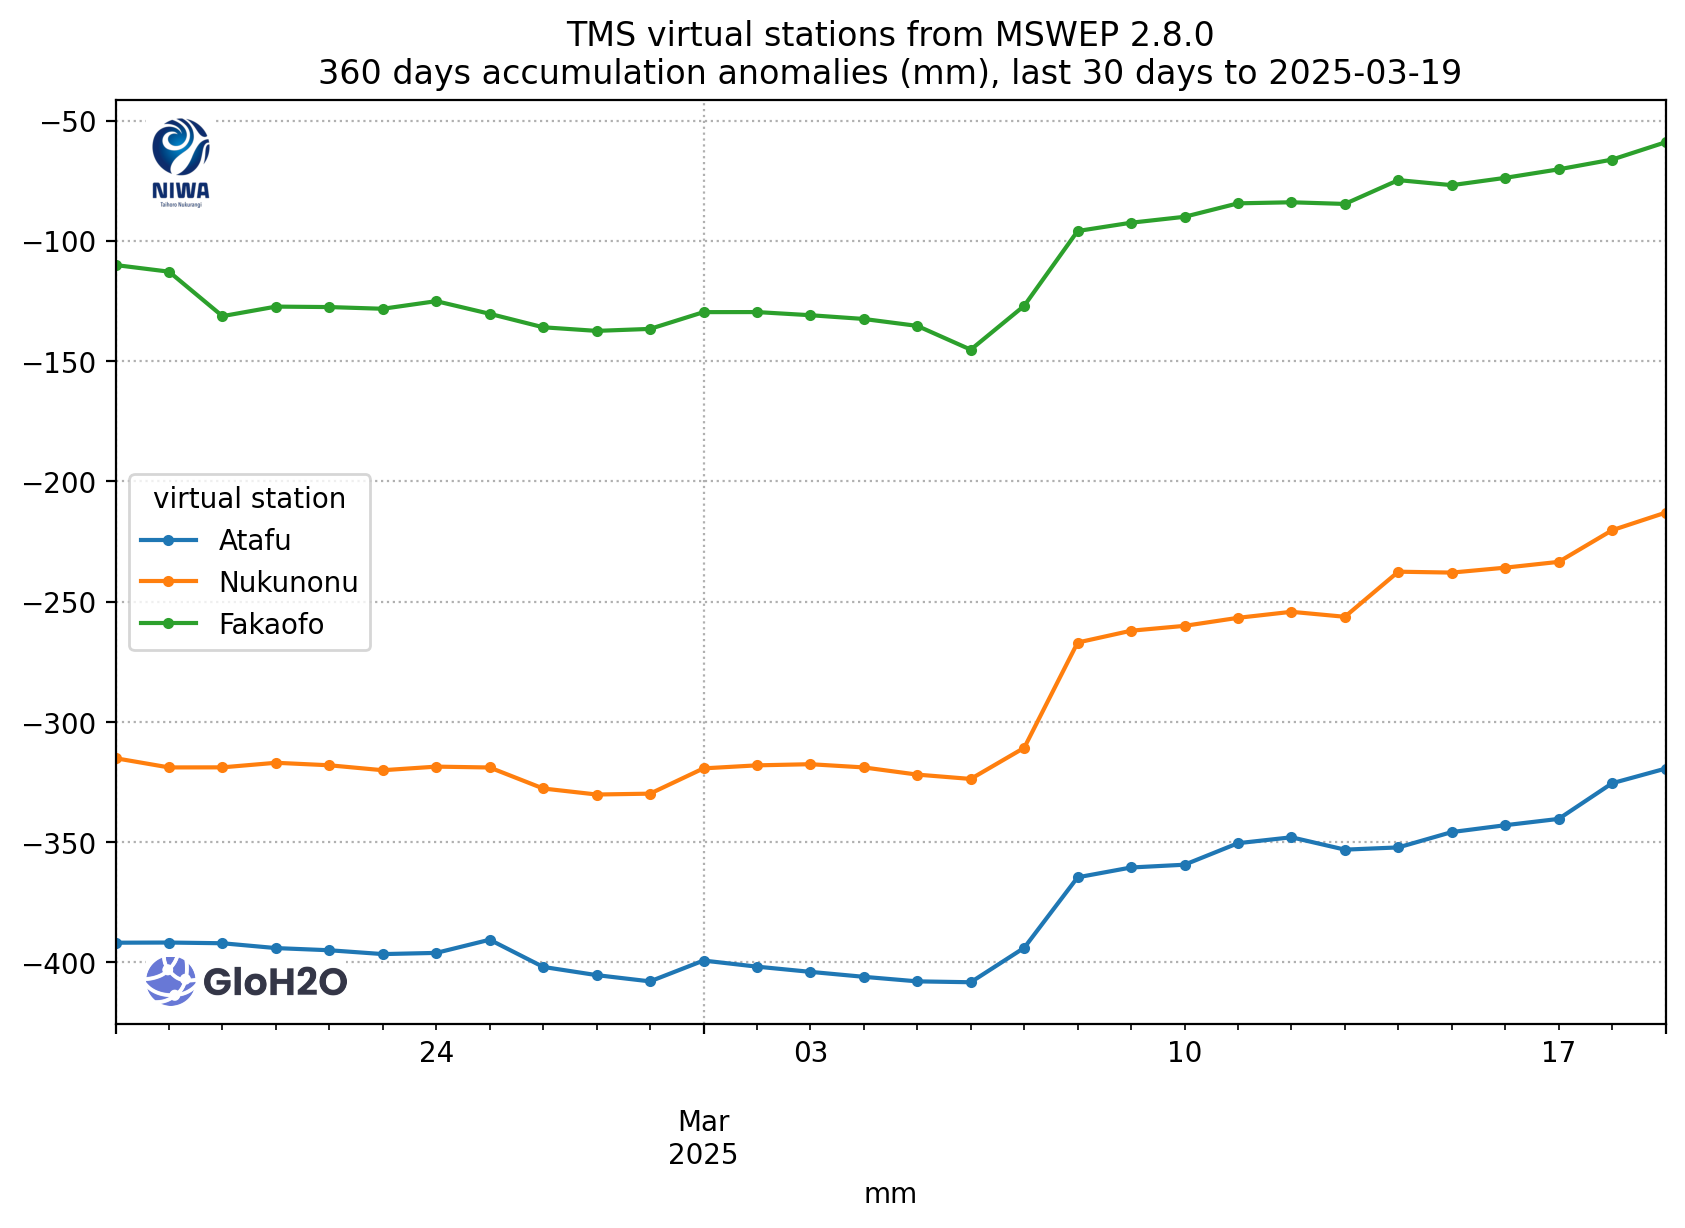 TMS virtual stations from MSWEP 2.8.0
360 days accumulation anomalies (mm), last 30 days to 2025-03-19
−50
−100
−150
−200
−250
−300
−350
−400
NIWA
Taihoro Nukurangi
virtual station
Atafu
Nukunonu
Fakaofo
GloH2O
24
03
10
17
Mar
2025
mm